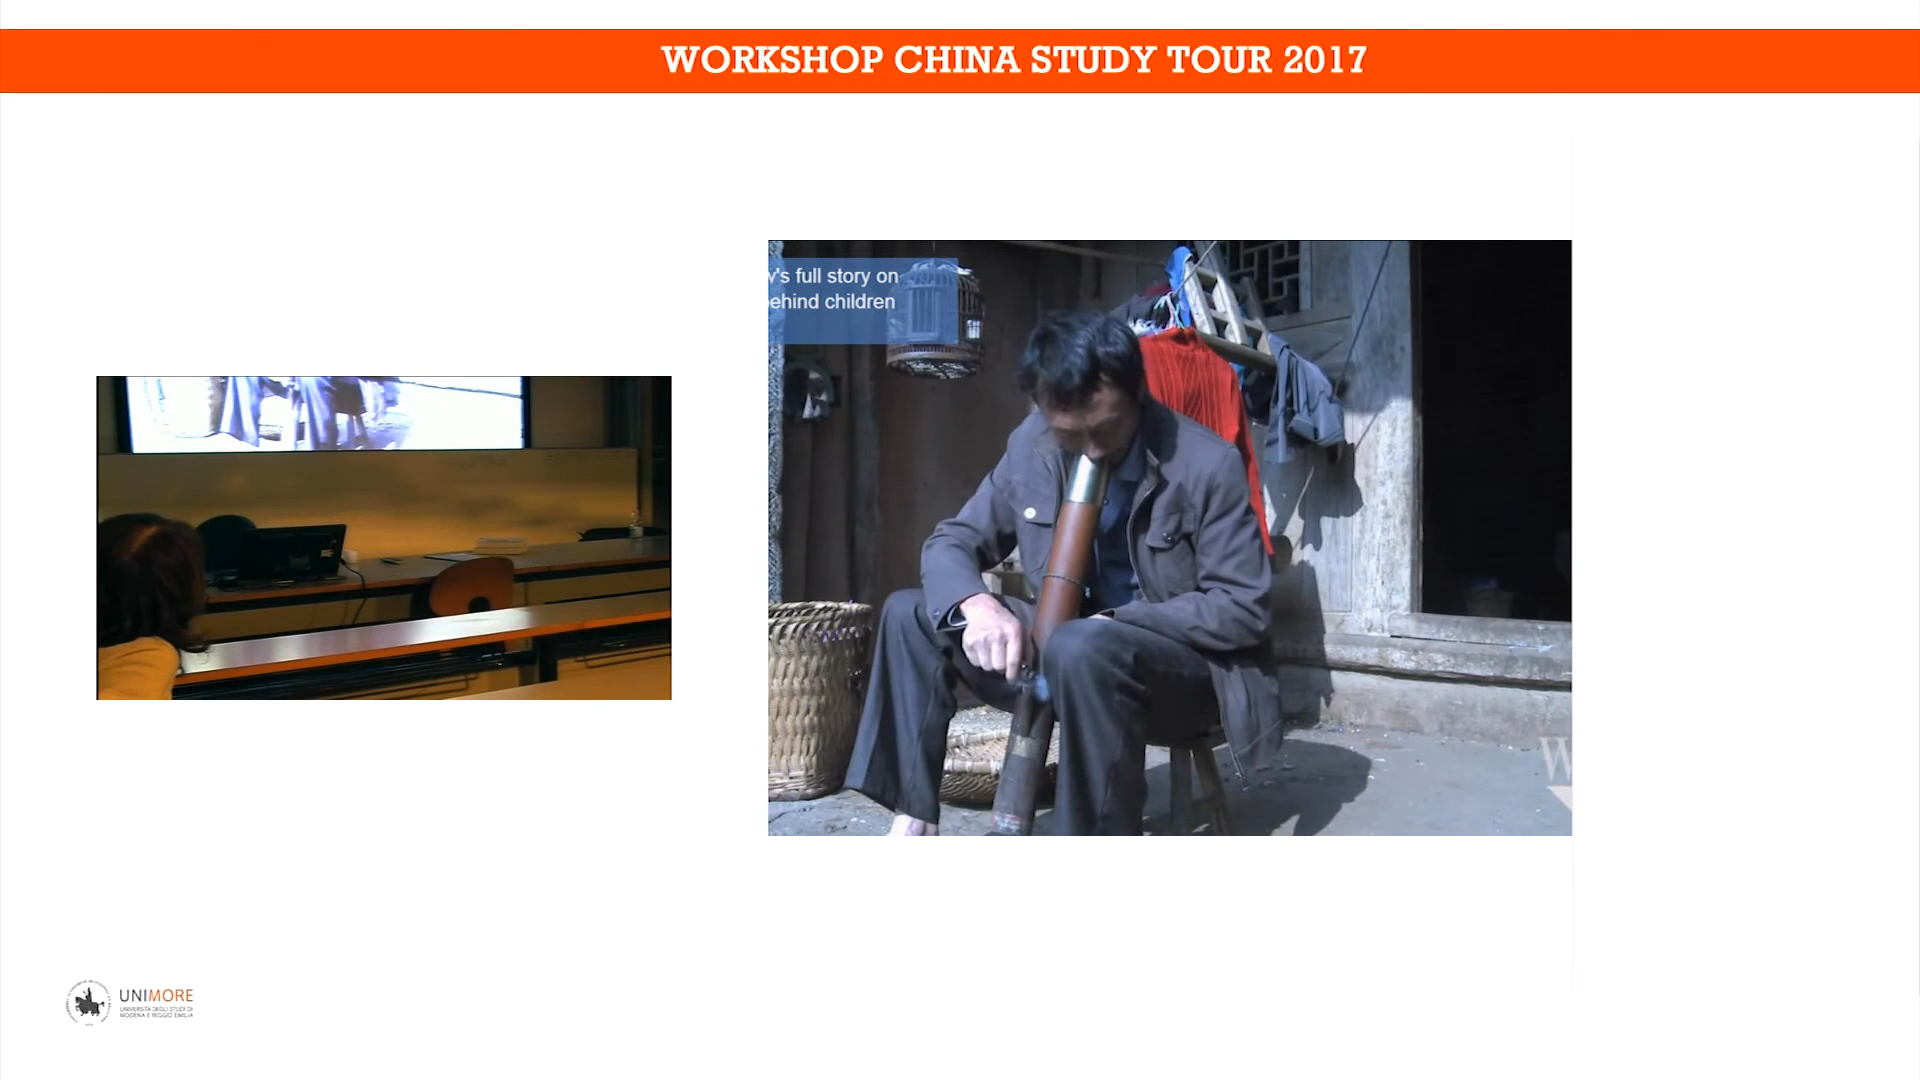 WORKSHOP CHINA STUDY TOUR 2017
's full story on
ehind children
W
UNIMORE
UNIVERSITÀ DEGLI STUDI DI
MODENA E REGGIO EMILIA